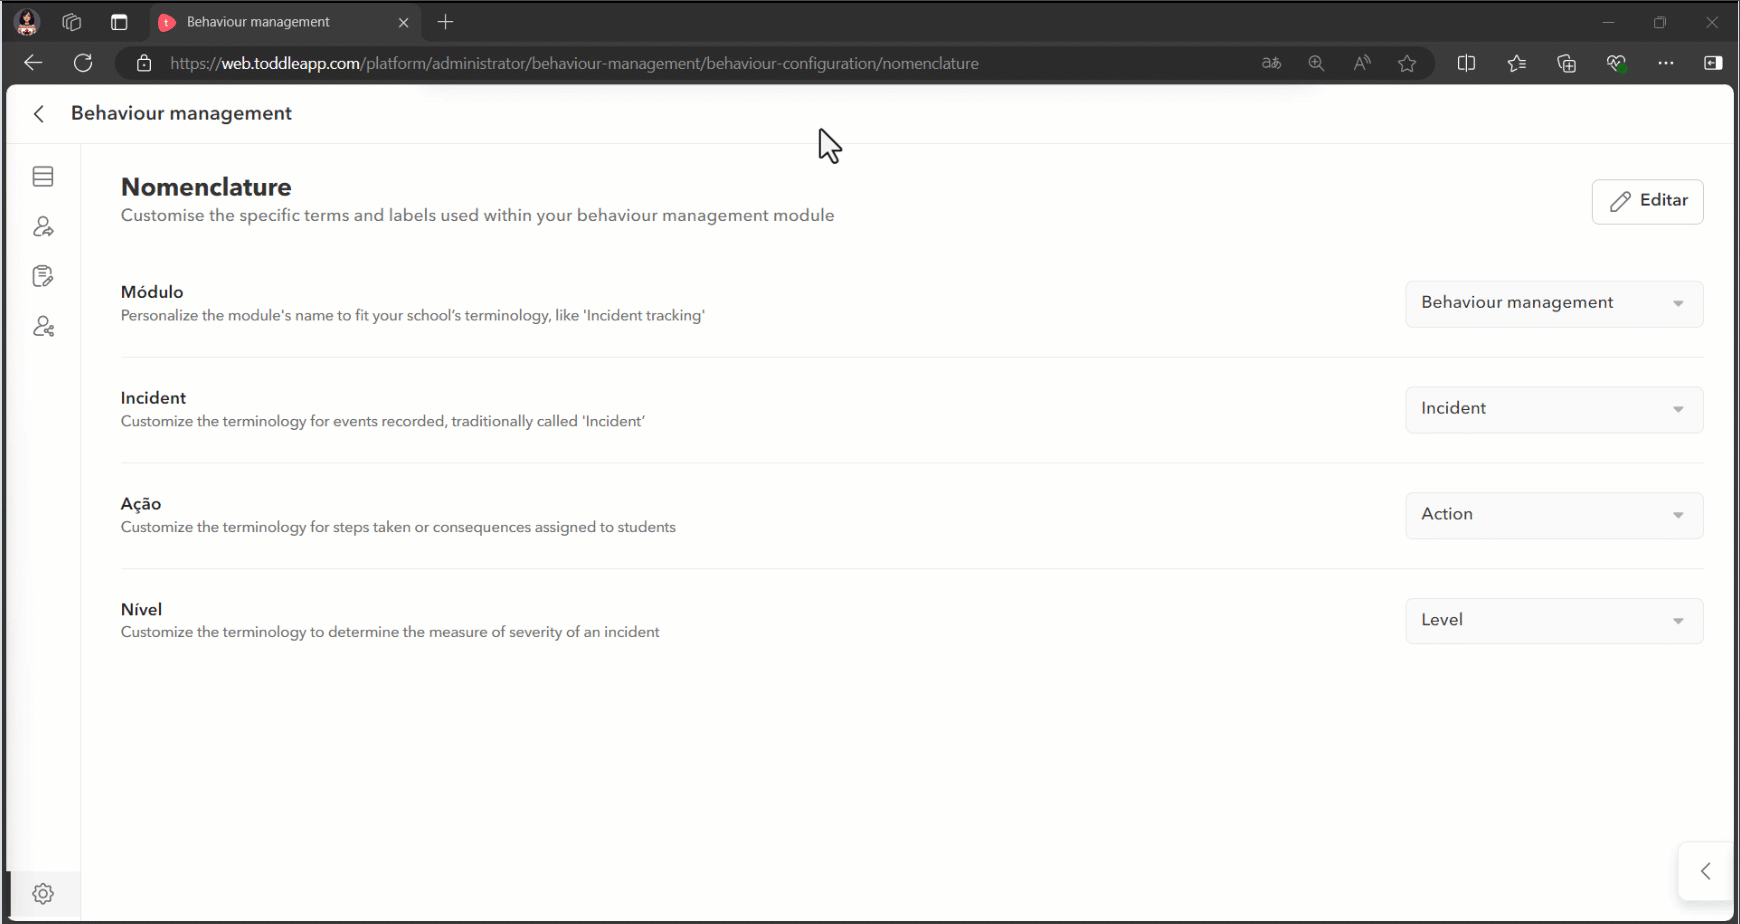 Behaviour management
https://web.toddleapp.com/platform/administrator/behaviour-management/behaviour-configuration/nomenclature
Behaviour management
Nomenclature
Customise the specific terms and labels used within your behaviour management module
Editar
Módulo
Personalize the module's name to fit your school's terminology, like 'Incident tracking'
Behaviour management
Incident
Customize the terminology for events recorded, traditionally called 'Incident'
Incident
Ação
Customize the terminology for steps taken or consequences assigned to students
Action
Nível
Customize the terminology to determine the measure of severity of an incident
Level